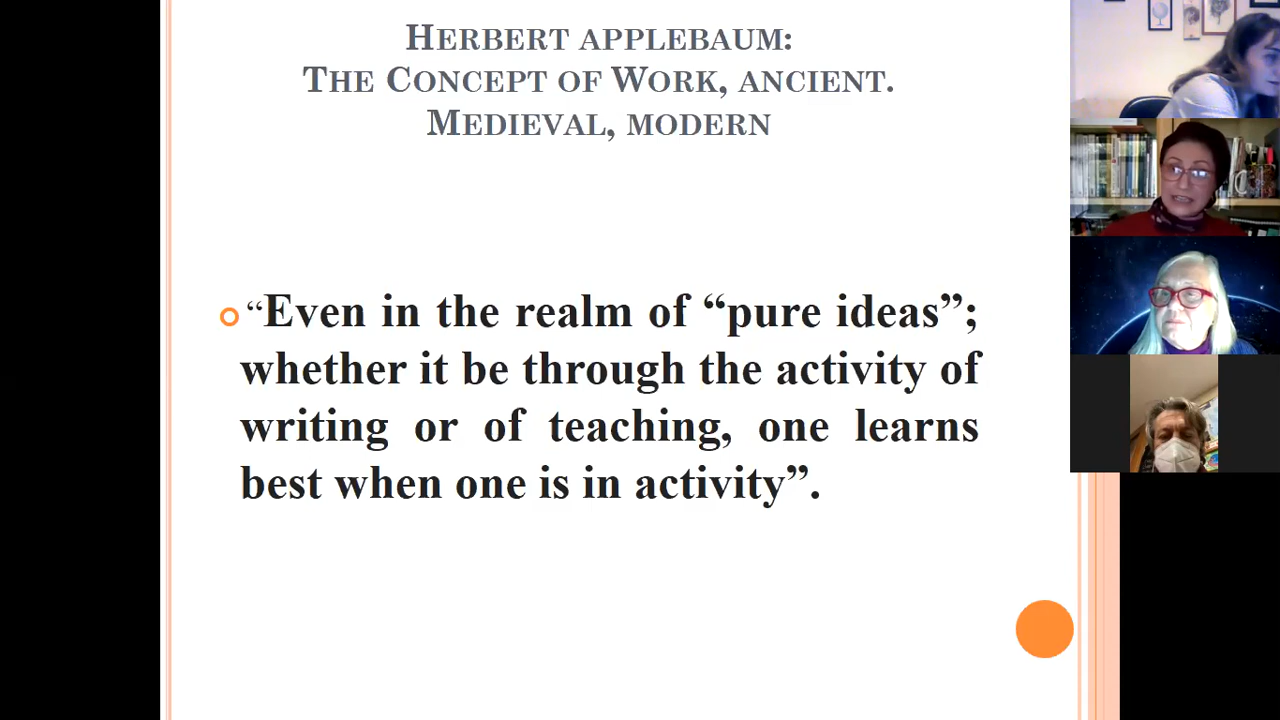 HERBERT APPLEBAUM:
THE CONCEPT OF WORK, ANCIENT.
MEDIEVAL, MODERN
“Even in the realm of “pure ideas”;
whether it be through the activity of
writing or of teaching, one learns
best when one is in activity”.